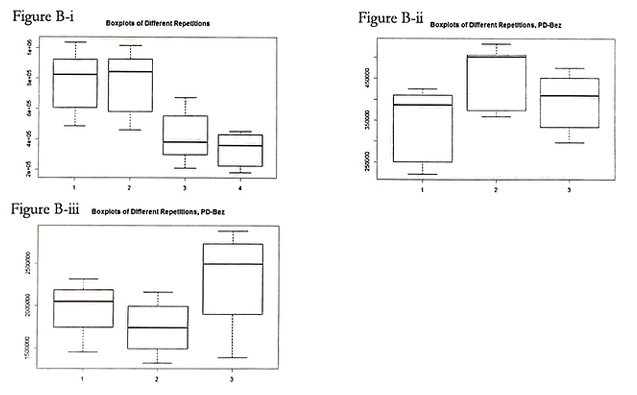 Figure B-i
Boxplots of Different Repetitions
1e+06
8e+05
6e+05
4e+05
2e+05
1 2 3 4
Figure B-ii
Boxplots of Different Repetitions, PD-Bez
450000
350000
250000
1 2 3
Figure B-iii
Boxplots of Different Repetitions, PD-Bez
2500000
2000000
1500000
1 2 3